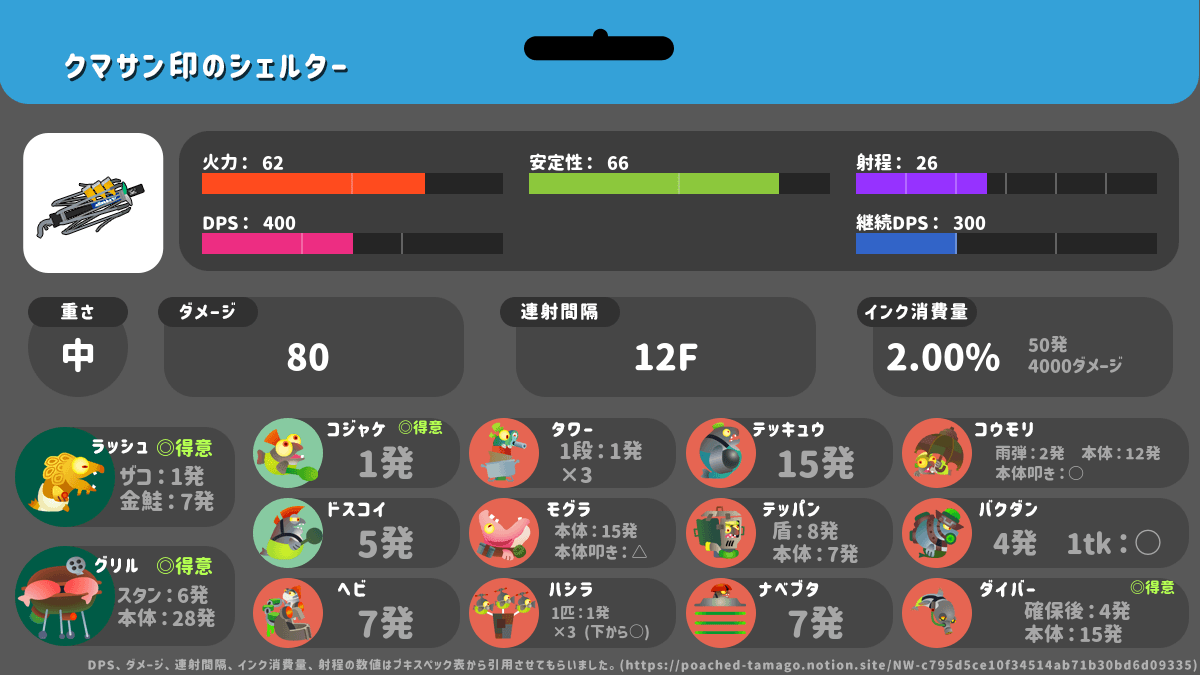 クマサン印のシェルター
火力： 62
安定性： 66
射程： 26
DPS： 400
継続DPS： 300
重さ
中
ダメージ
80
連射間隔
12F
インク消費量
2.00%
50発
4000ダメージ
ラッシュ ◎得意
ザコ：1発
金鮭：7発
グリル ◎得意
スタン：6発
本体：28発
コジャケ ◎得意
1発
タワー
1段：1発
×3
テッキュウ
15発
コウモリ
雨弾：2発 本体：12発
本体叩き：○
ドスコイ
5発
モグラ
本体：15発
本体叩き：△
テッパン
盾：8発
本体：7発
バクダン
4発 1tk：○
ヘビ
7発
ハシラ
1匹：1発
×3 (下から○)
ナベブタ
7発
ダイバー ◎得意
確保後：4発
本体：15発
DPS、ダメージ、連射間隔、インク消費量、射程の数値はブキスペック表から引用させてもらいました。(https://poached-tamago.notion.site/NW-c795d5ce10f34514ab71b30bd6d09335)